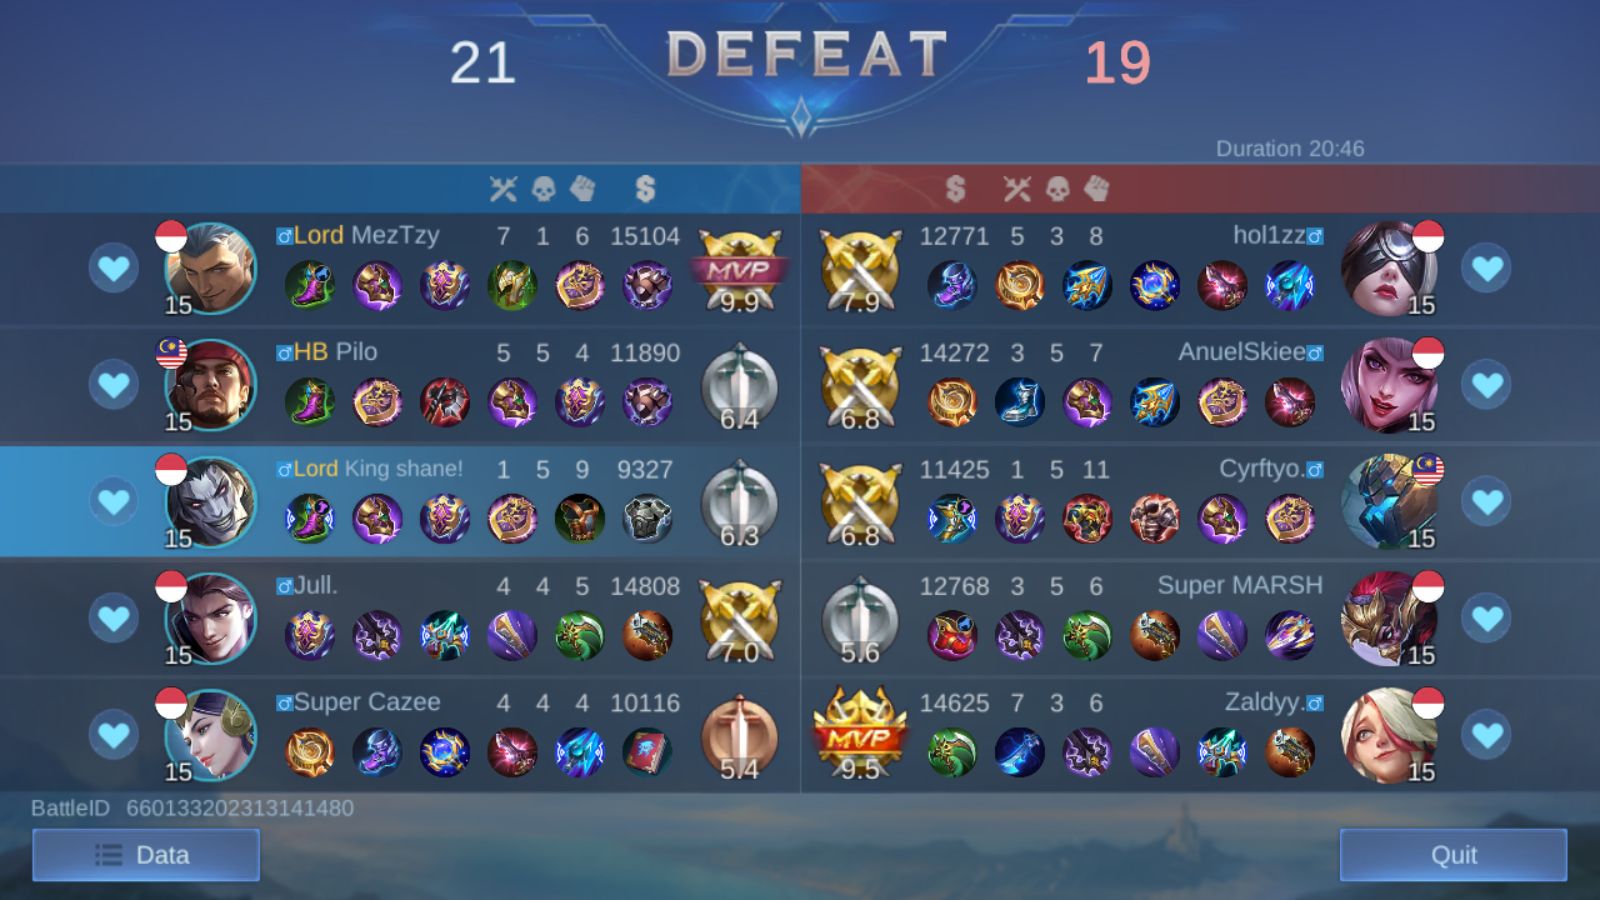 21 DEFEAT 19
Duration 20:46
Lord MezTzy 7 1 6 15104 MVP 9.9
15
7.9 12771 5 3 8 hol1zz
15
HB Pilo 5 5 4 11890 6.4
15
6.8 14272 3 5 7 AnuelSkiee
15
Lord King shane! 1 5 9 9327 6.3
15
6.8 11425 1 5 11 Cyrftyo.
15
Jull. 4 4 5 14808 7.0
15
5.6 12768 3 5 6 Super MARSH
15
Super Cazee 4 4 4 10116 5.4
15
MVP 9.5 14625 7 3 6 Zaldyy.
15
BattleID 660133202313141480
Data
Quit